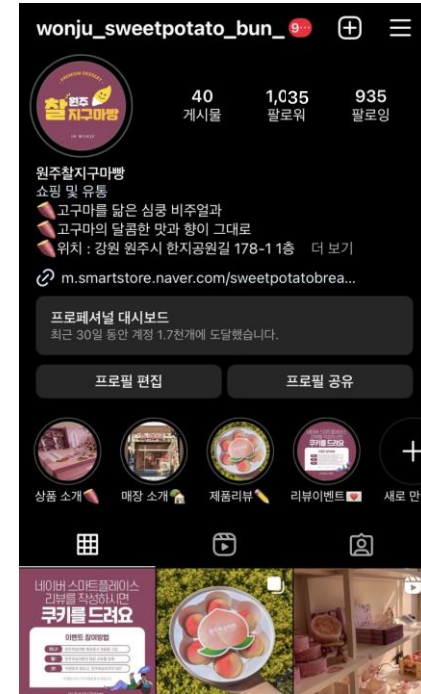 wonju_sweetpotato_bun_ 9...
PREMIUM DESSERT
찰 원주
지구마빵
IN WONJU
40 1,035 935
게시물 팔로워 팔로잉
원주찰지구마빵
쇼핑 및 유통
🍠고구마를 닮은 심쿵 비주얼과
🍠고구마의 달콤한 맛과 향이 그대로
🍠위치 : 강원 원주시 한지공원길 178-1 1층 더 보기
m.smartstore.naver.com/sweetpotatobrea...
프로페셔널 대시보드
최근 30일 동안 계정 1.7천개에 도달했습니다.
프로필 편집 프로필 공유
쿠키를 드려요
상품 소개🍠 매장 소개🏡 제품리뷰✏️ 리뷰이벤트💌 새로 만
네이버 스마트플레이스
리뷰를 작성하시면
쿠키를 드려요
이벤트 참여방법